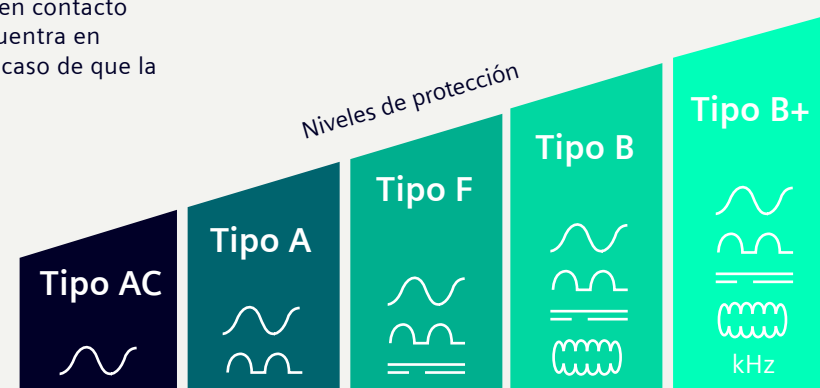 en contacto
uentra en
caso de que la
Niveles de protección
Tipo AC
Tipo A
Tipo F
Tipo B
Tipo B+
kHz